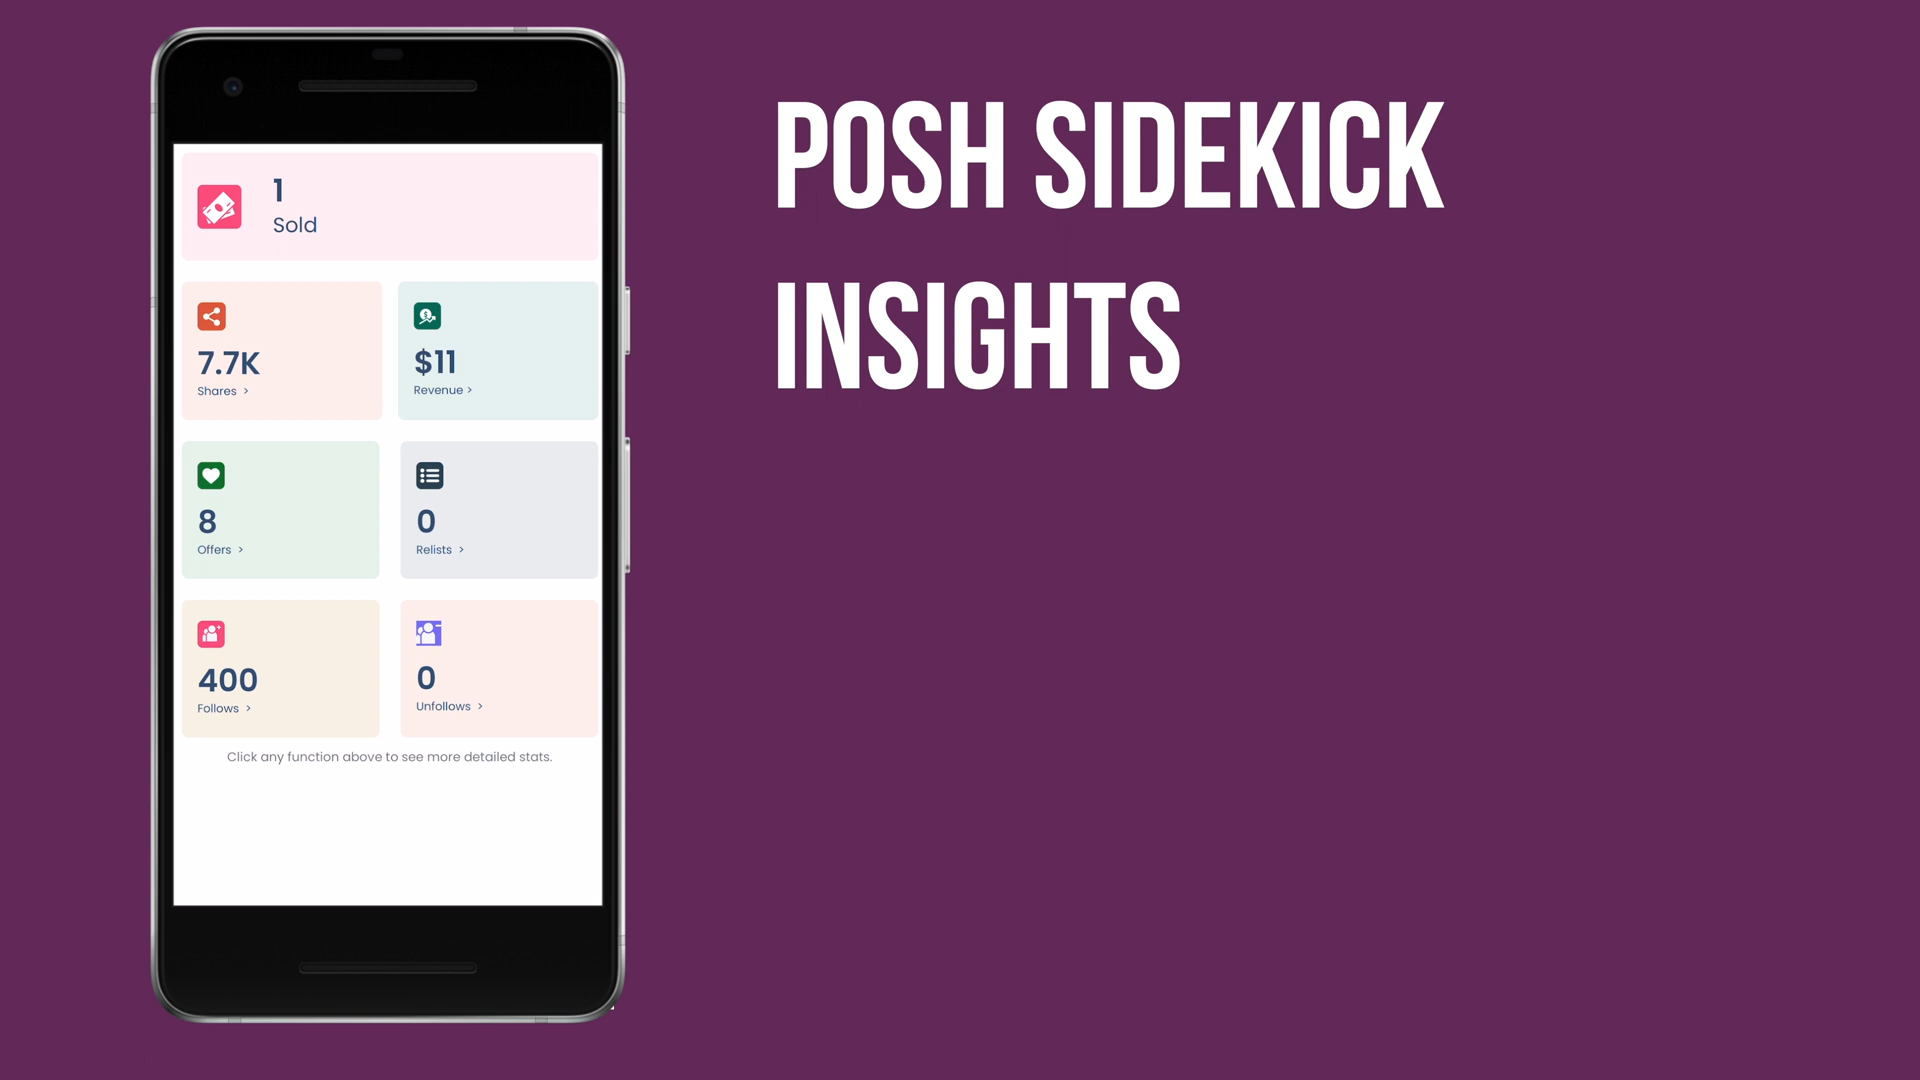 POSH SIDEKICK
INSIGHTS
1
Sold
7.7K
Shares >
$11
Revenue >
8
Offers >
0
Relists >
400
Follows >
0
Unfollows >
Click any function above to see more detailed stats.